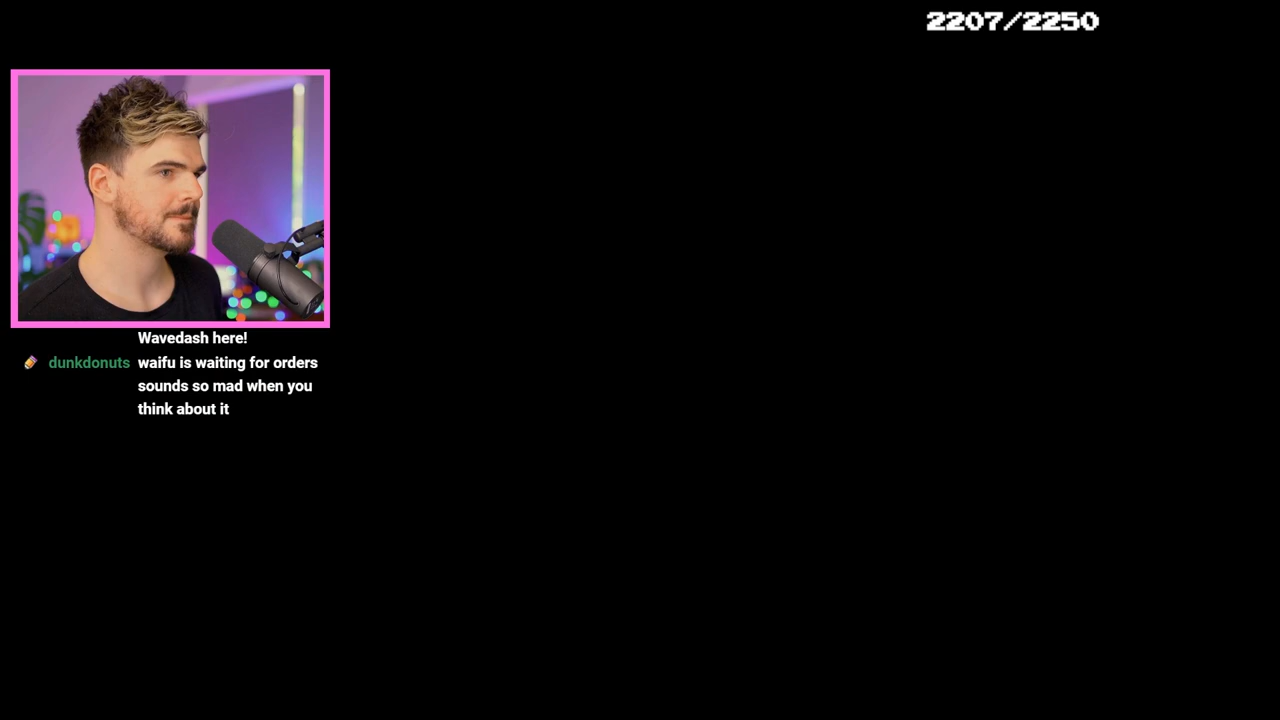 2207/2250
Wavedash here!
dunkdonuts waifu is waiting for orders
sounds so mad when you
think about it